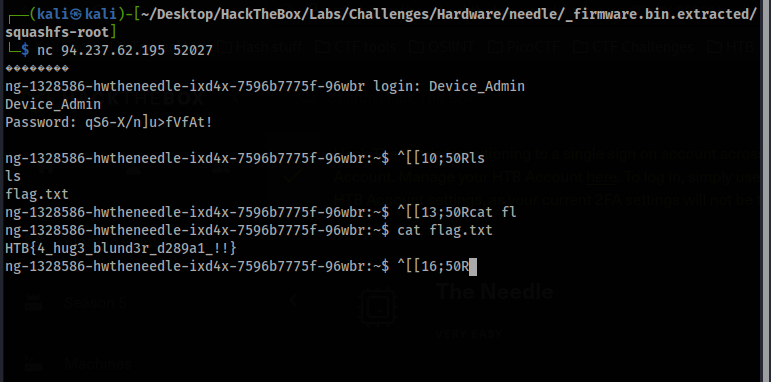 ┌──(kali㉿kali)-[~/Desktop/HackTheBox/Labs/Challenges/Hardware/needle/_firmware.bin.extracted/
squashfs-root]
└─$ nc 94.237.62.195 52027
��������
ng-1328586-hwtheneedle-ixd4x-7596b7775f-96wbr login: Device_Admin
Device_Admin
Password: qS6-X/n]u>fVfAt!
ng-1328586-hwtheneedle-ixd4x-7596b7775f-96wbr:~$ ^[[10;50Rls
ls
flag.txt
ng-1328586-hwtheneedle-ixd4x-7596b7775f-96wbr:~$ ^[[13;50Rcat fl
ng-1328586-hwtheneedle-ixd4x-7596b7775f-96wbr:~$ cat flag.txt
HTB{4_hug3_blund3r_d289a1_!!}
ng-1328586-hwtheneedle-ixd4x-7596b7775f-96wbr:~$ ^[[16;50R
The Needle